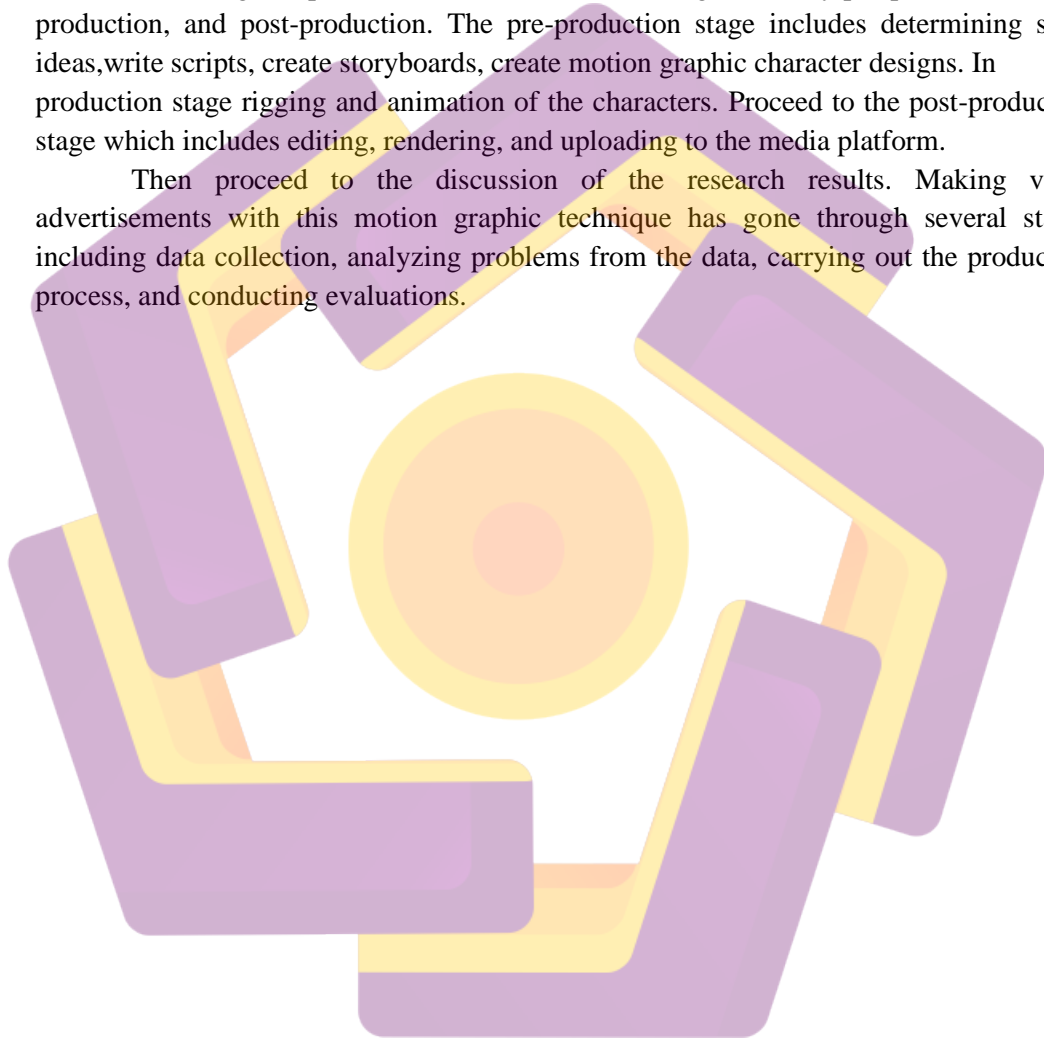 production, and post-production. The pre-production stage includes determining
ideas,write scripts, create storyboards, create motion graphic character designs. In
production stage rigging and animation of the characters. Proceed to the
stage which includes editing, rendering, and uploading to the media platform.
Then proceed to the discussion of the research results. Making
advertisements with this motion graphic technique has gone through several
including data collection, analyzing problems from the data, carrying out the
process, and conducting evaluations.